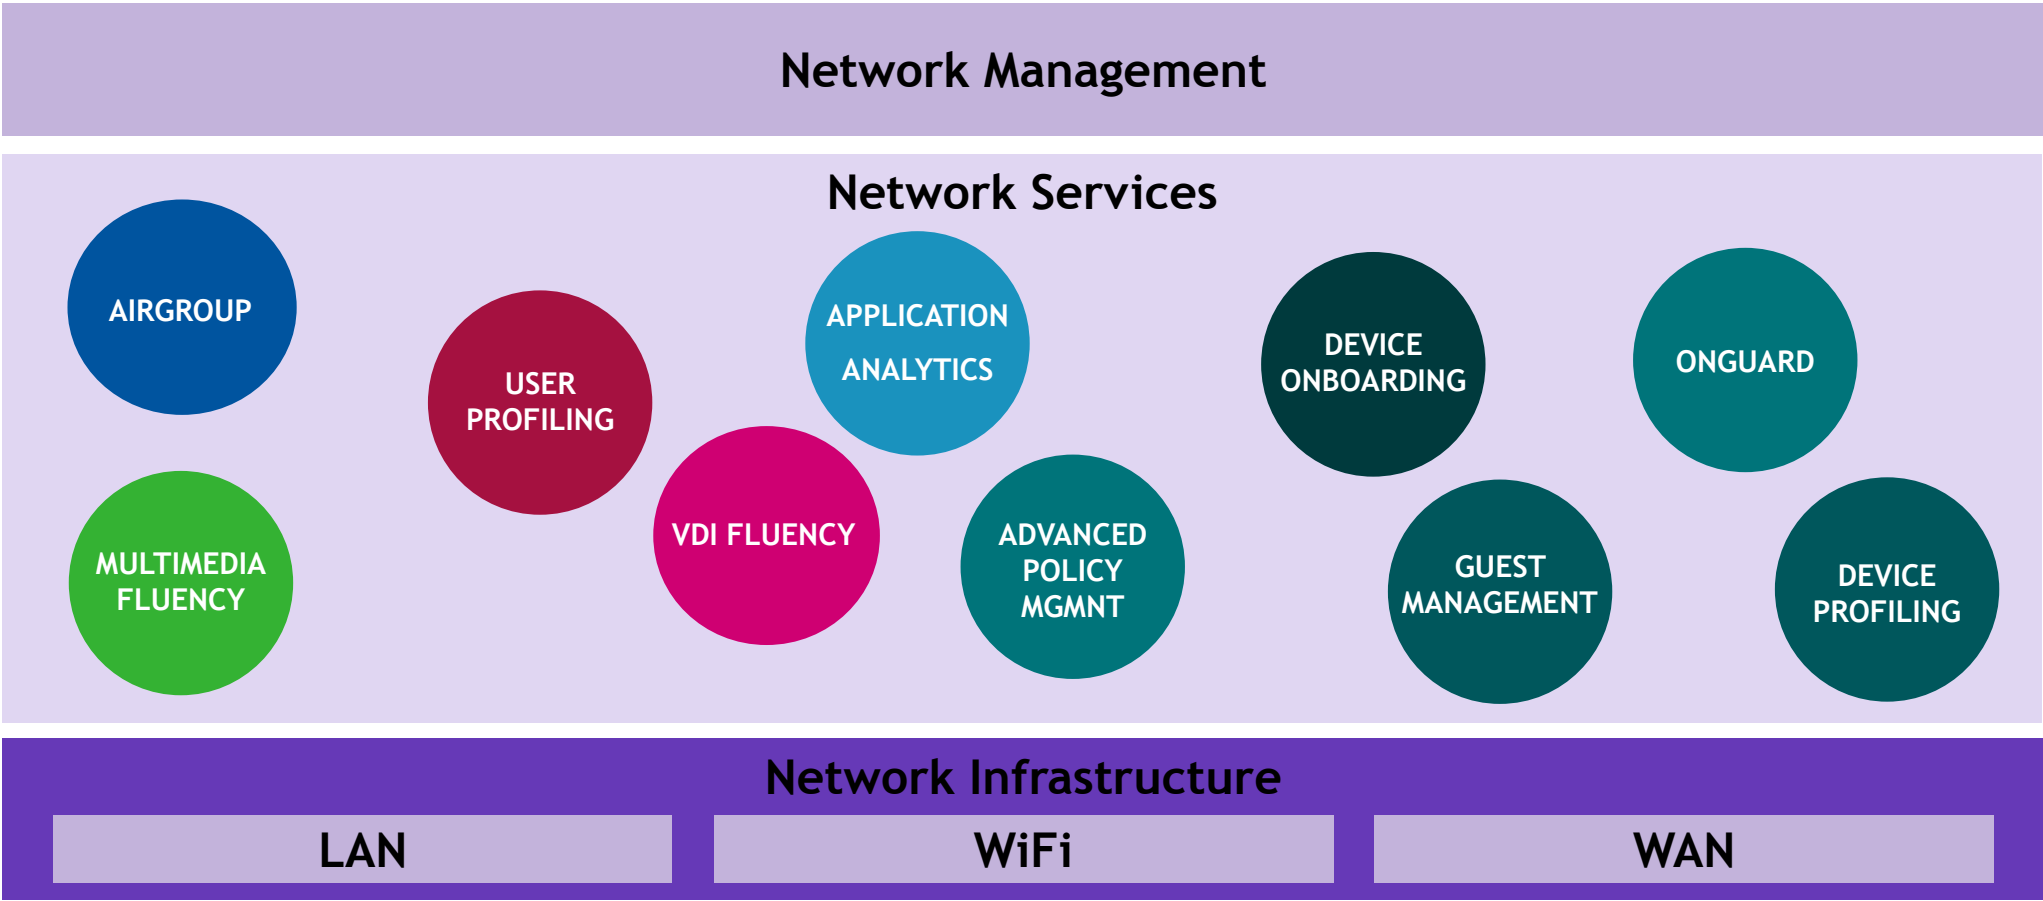 Network Management
Network Services
AIRGROUP
USER
PROFILING
APPLICATION
ANALYTICS
DEVICE
ONBOARDING
ONGUARD
MULTIMEDIA
FLUENCY
VDI FLUENCY
ADVANCED
POLICY
MGMNT
GUEST
MANAGEMENT
DEVICE
PROFILING
Network Infrastructure
LAN
WiFi
WAN